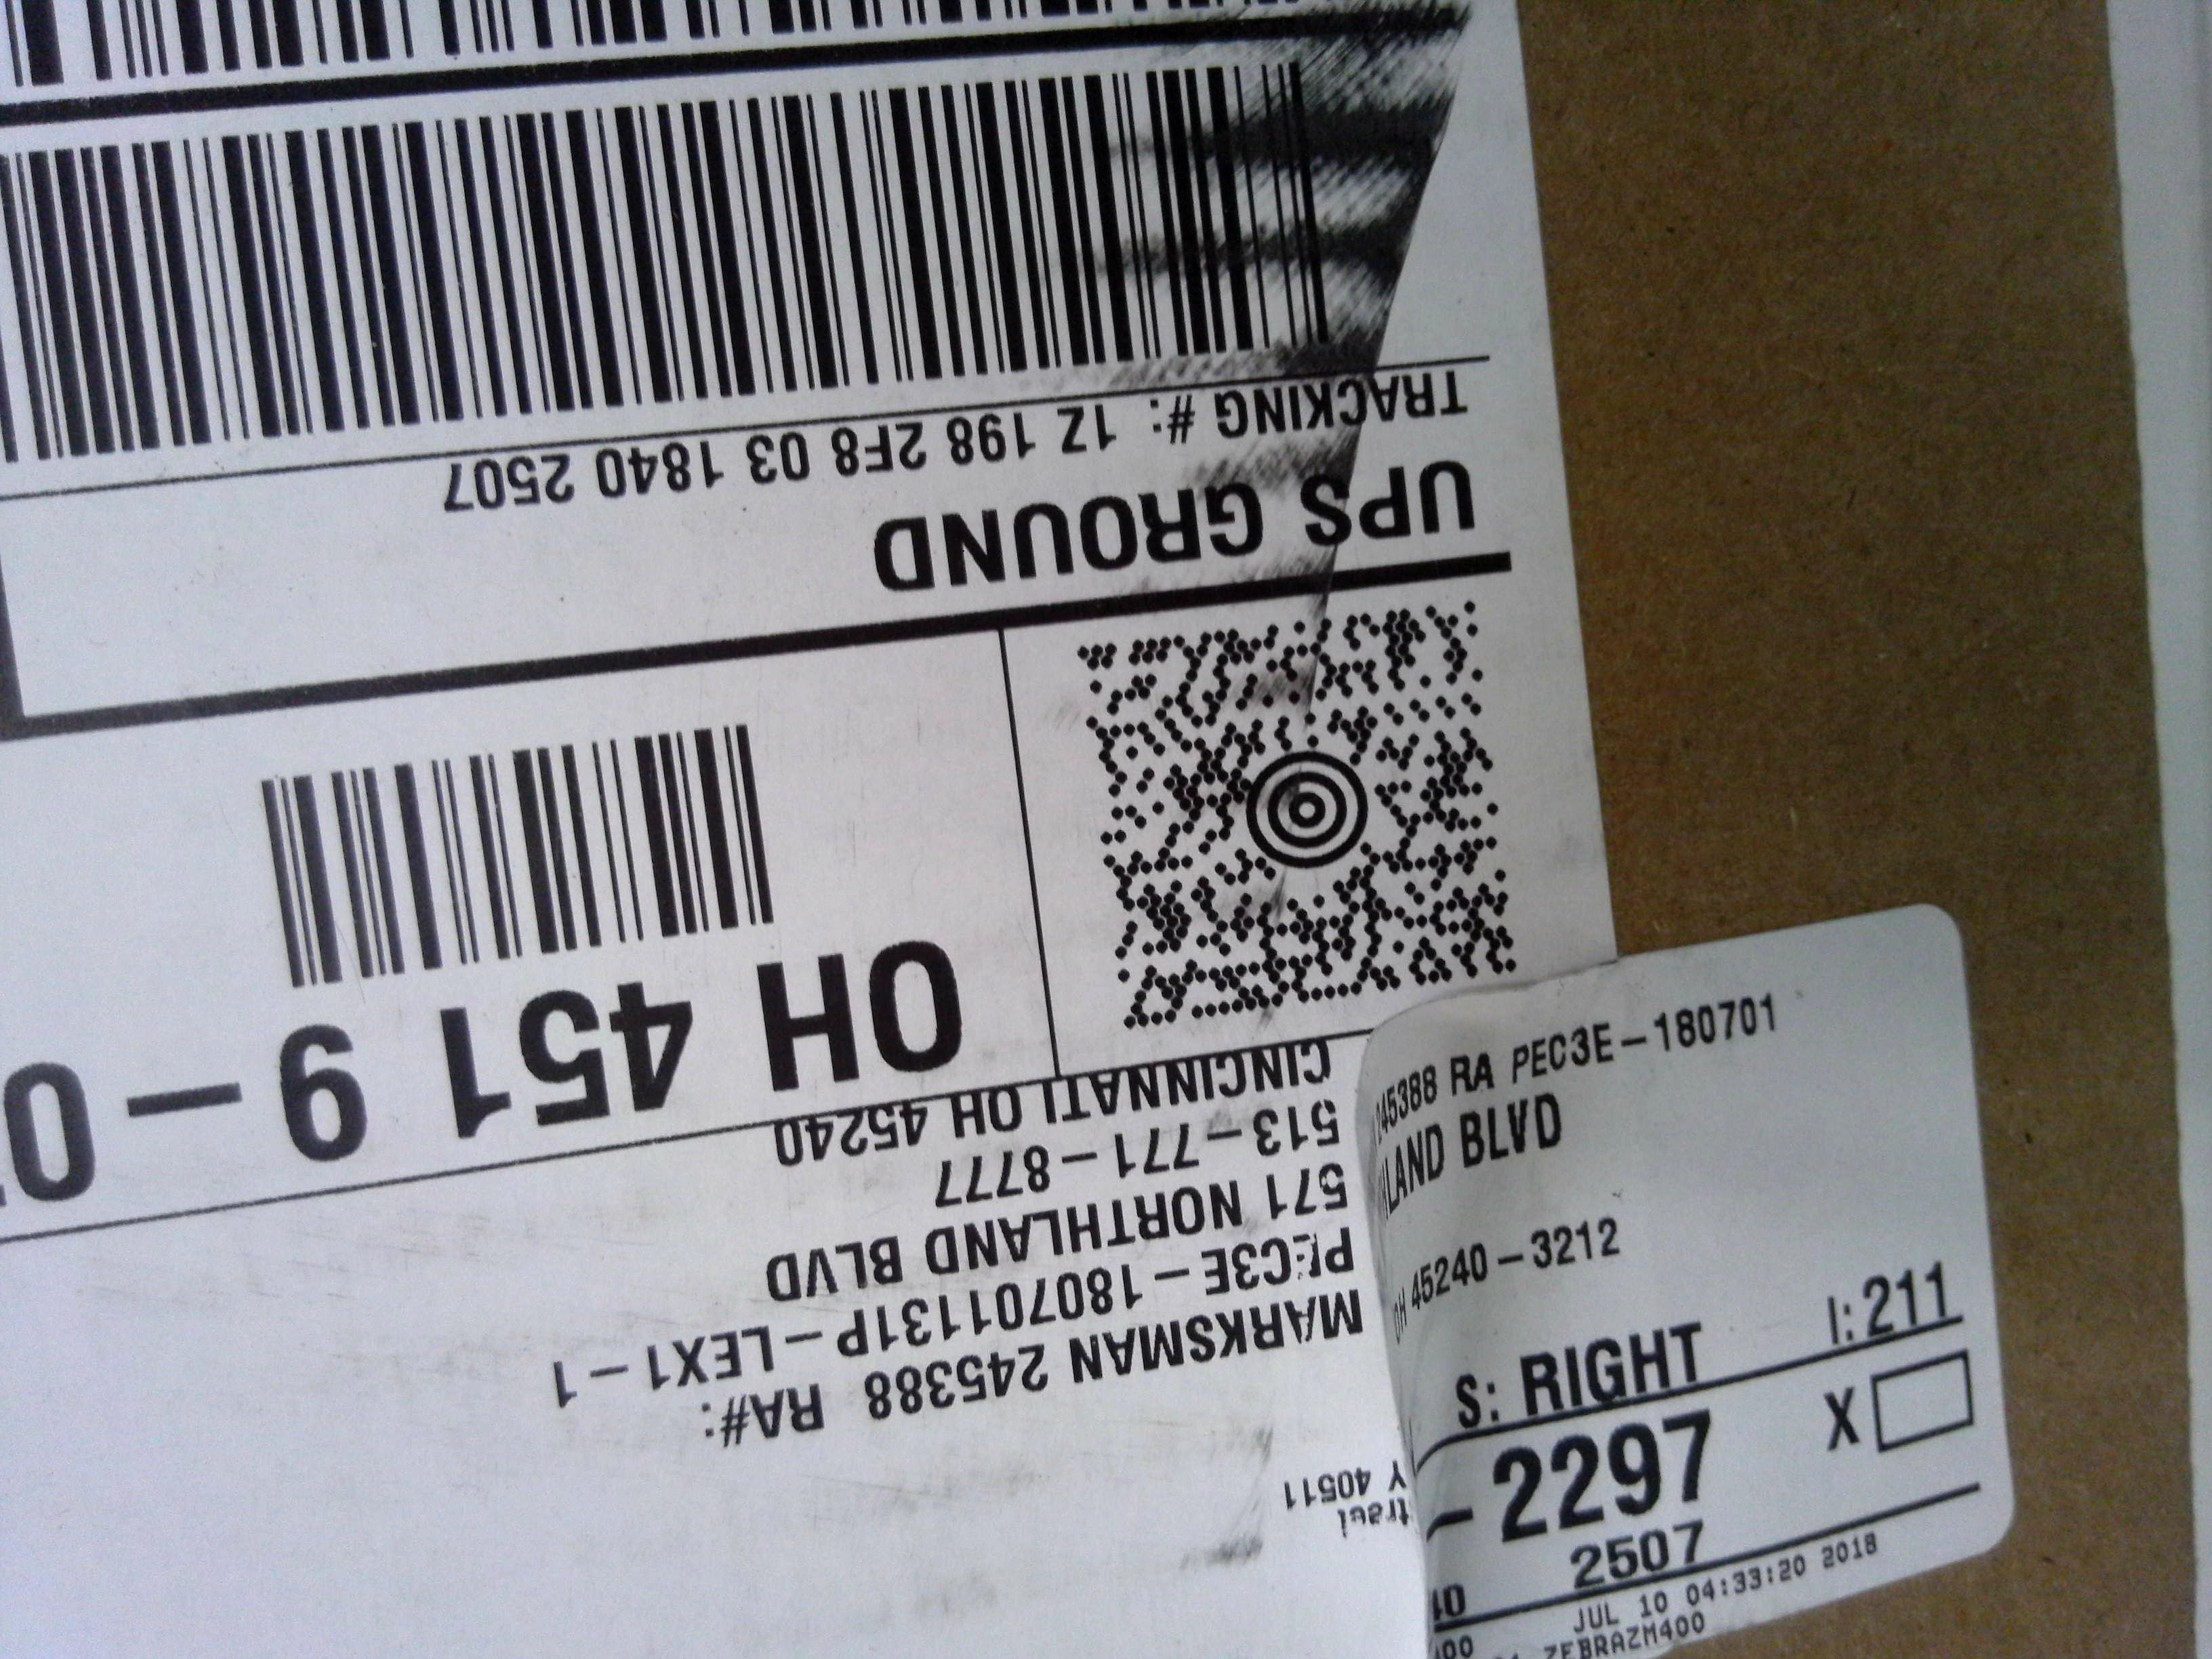 trael
Y 40511
MARKSMAN 245388 RA#:
PEC3E-180701131P-LEX1-1
571 NORTHLAND BLVD
513-771-8777
CINCINNATI OH 45240
OH 451 9-0
UPS GROUND
TRACKING #: 1Z 198 2F8 03 1840 2507
245388 RA PEC3E-180701
LAND BLVD
OH 45240-3212
S: RIGHT I: 211
-2297 X
2507
JUL 10 04:33:20 2018
ZEBRAZM400